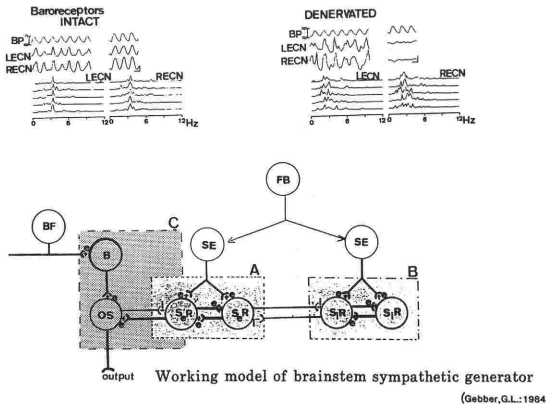 Baroreceptors
INTACT
BP
LECN
RECN
LECN
RECN
0 6 12 0 6 12Hz
DENERVATED
BP
LECN
RECN
LECN
RECN
0 6 12 0 6 12Hz
FB
BF
C
SE
SE
B
A
B
OS
output
Working model of brainstem sympathetic generator
(Gebber,G.L.:1984